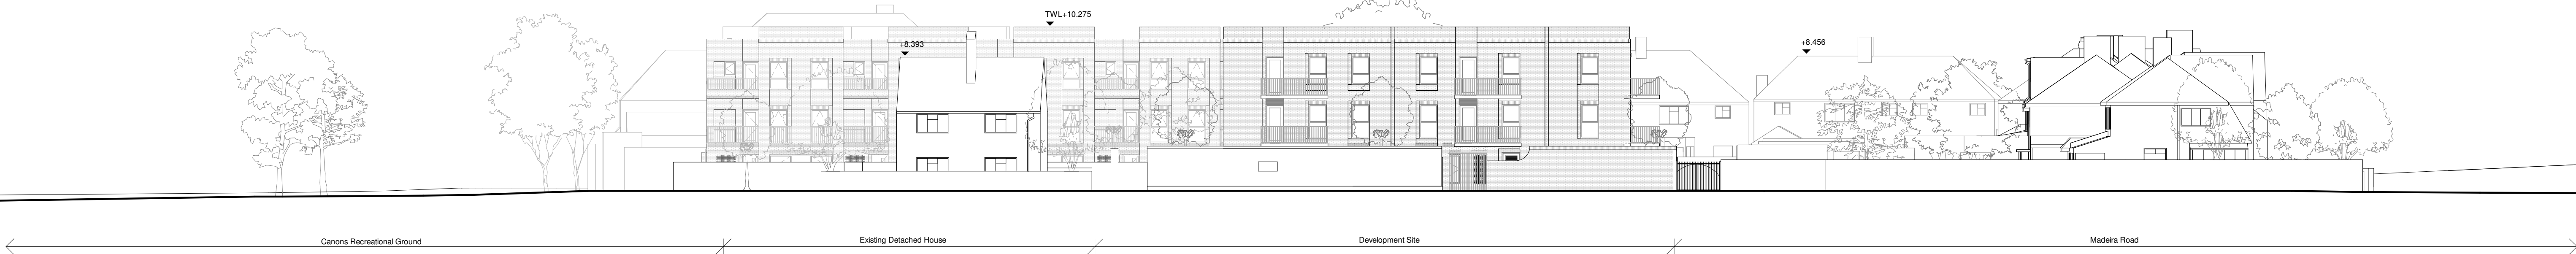 TWL+10.275
+8.393
+8.456
Canons Recreational Ground
Existing Detached House
Development Site
Madeira Road